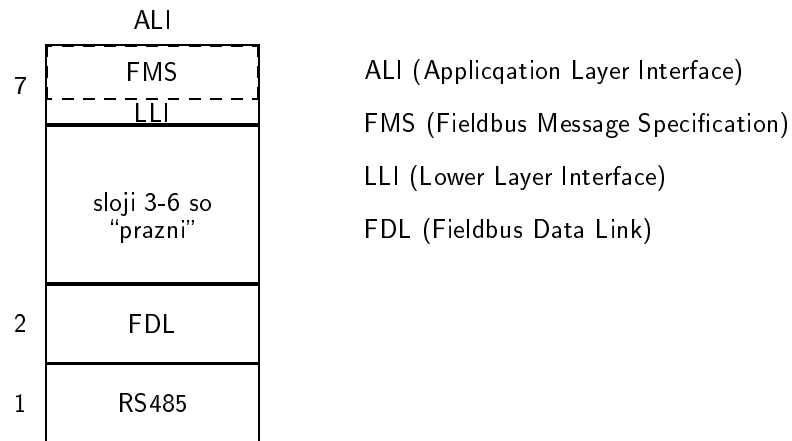 ALI
7
FMS
LLI
sloji 3-6 so
“prazni”
2
FDL
1
RS485
ALI (Applicqation Layer Interface)
FMS (Fieldbus Message Specification)
LLI (Lower Layer Interface)
FDL (Fieldbus Data Link)